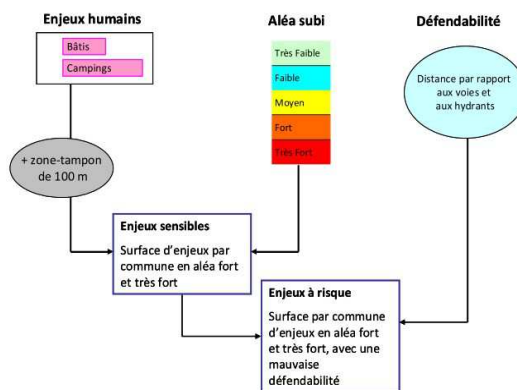 Enjeux humains
Bâtis
Campings
+ zone-tampon
de 100 m
Aléa subi
Très Faible
Faible
Moyen
Fort
Très Fort
Défendabilité
Distance par rapport
aux voies et
aux hydrants
Enjeux sensibles
Surface d'enjeux par
commune en aléa fort
et très fort
Enjeux à risque
Surface par commune
d'enjeux en aléa fort
et très fort, avec une
mauvaise
défendabilité